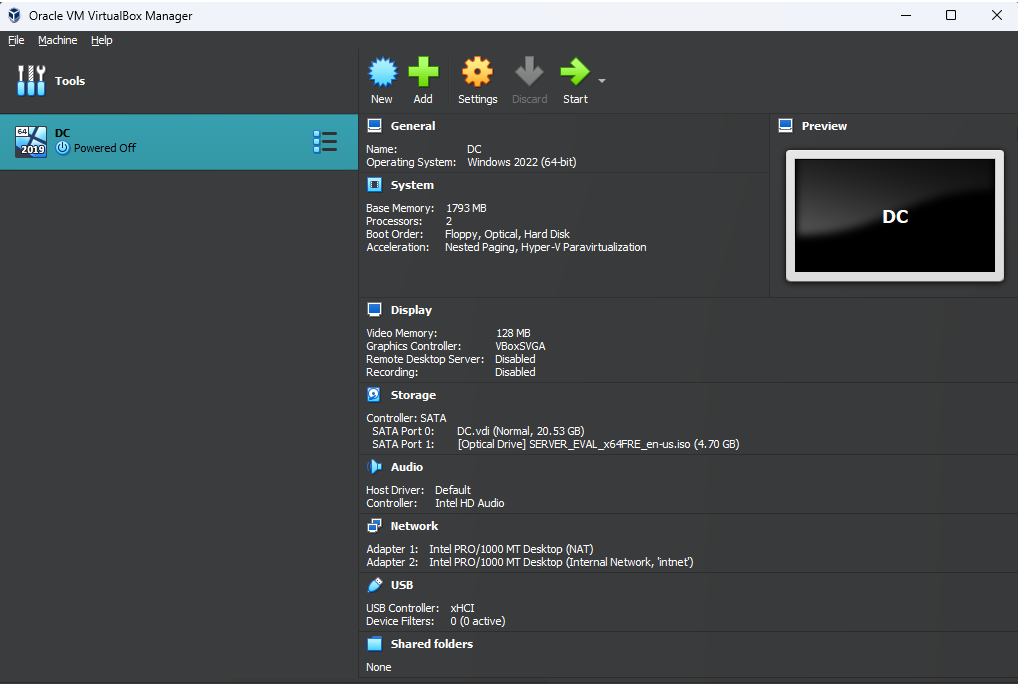 Oracle VM VirtualBox Manager
File Machine Help
Tools
New Add Settings Discard Start
64
2019
DC
Powered Off
General
Name: DC
Operating System: Windows 2022 (64-bit)
System
Base Memory: 1793 MB
Processors: 2
Boot Order: Floppy, Optical, Hard Disk
Acceleration: Nested Paging, Hyper-V Paravirtualization
Preview
DC
Display
Video Memory: 128 MB
Graphics Controller: VBoxSVGA
Remote Desktop Server: Disabled
Recording: Disabled
Storage
Controller: SATA
SATA Port 0: DC.vdi (Normal, 20.53 GB)
SATA Port 1: [Optical Drive] SERVER_EVAL_x64FRE_en-us.iso (4.70 GB)
Audio
Host Driver: Default
Controller: Intel HD Audio
Network
Adapter 1: Intel PRO/1000 MT Desktop (NAT)
Adapter 2: Intel PRO/1000 MT Desktop (Internal Network, 'intnet')
USB
USB Controller: xHCI
Device Filters: 0 (0 active)
Shared folders
None